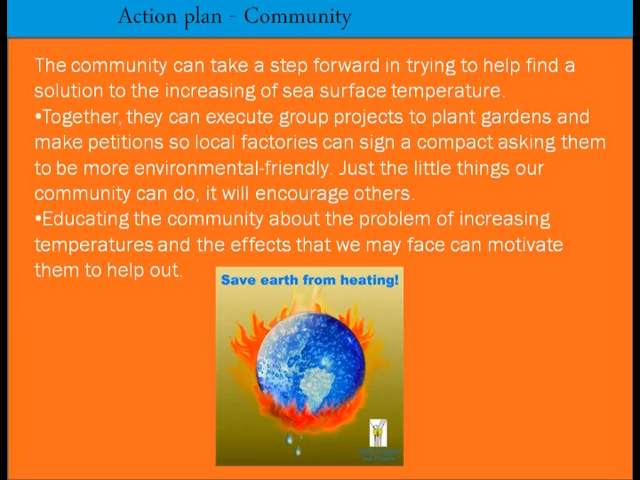 Action plan - Community
The community can take a step forward in trying to help find a
solution to the increasing of sea surface temperature.
•Together, they can execute group projects to plant gardens and
make petitions so local factories can sign a compact asking them
to be more environmental-friendly. Just the little things our
community can do, it will encourage others.
•Educating the community about the problem of increasing
temperatures and the effects that we may face can motivate
them to help out.
Save earth from heating!